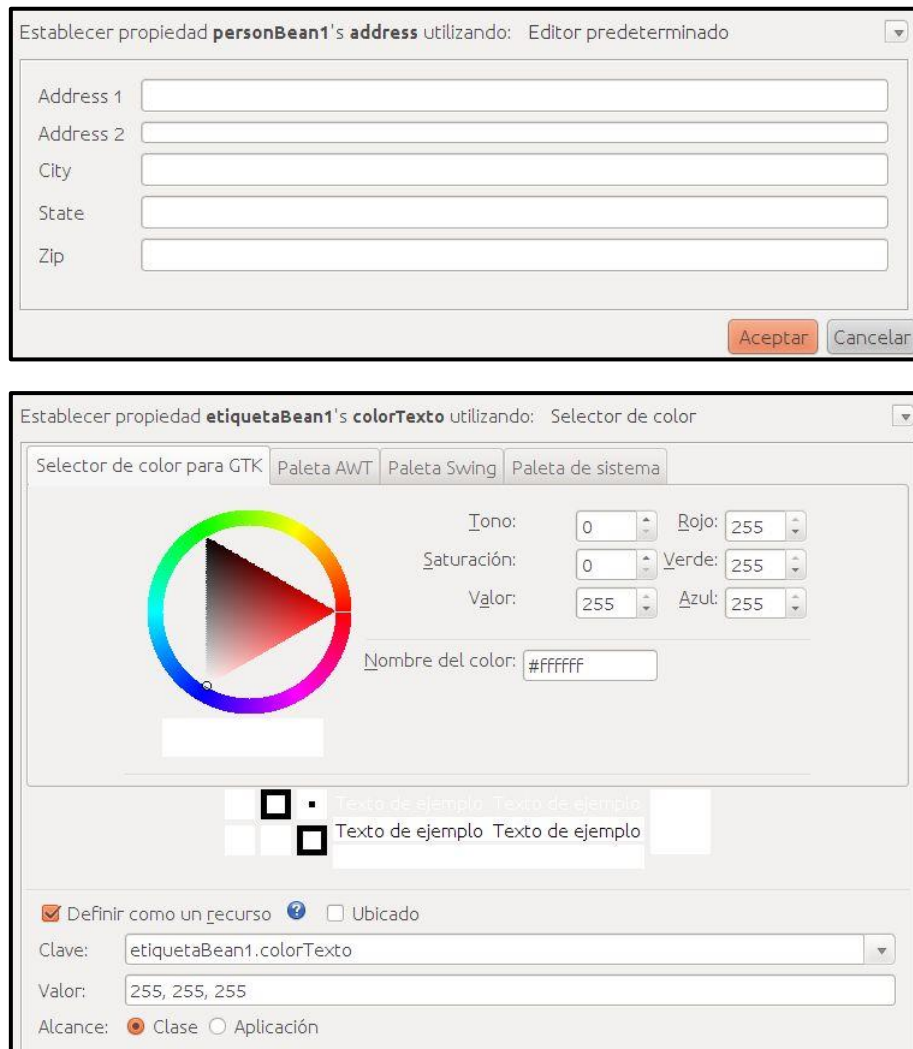 Establecer propiedad personBean1's address utilizando: Editor predeterminado
Address 1
Address 2
City
State
Zip
Aceptar Cancelar
Establecer propiedad etiquetaBean1's colorTexto utilizando: Selector de color
Selector de color para GTK Paleta AWT Paleta Swing Paleta de sistema
Tono: 0 Rojo: 255
Saturación: 0 Verde: 255
Valor: 255 Azul: 255
Nombre del color: #ffffff
Texto de ejemplo Texto de ejemplo
Texto de ejemplo Texto de ejemplo
Definir como un recurso Ubicado
Clave: etiquetaBean1.colorTexto
Valor: 255, 255, 255
Alcance: Clase Aplicación